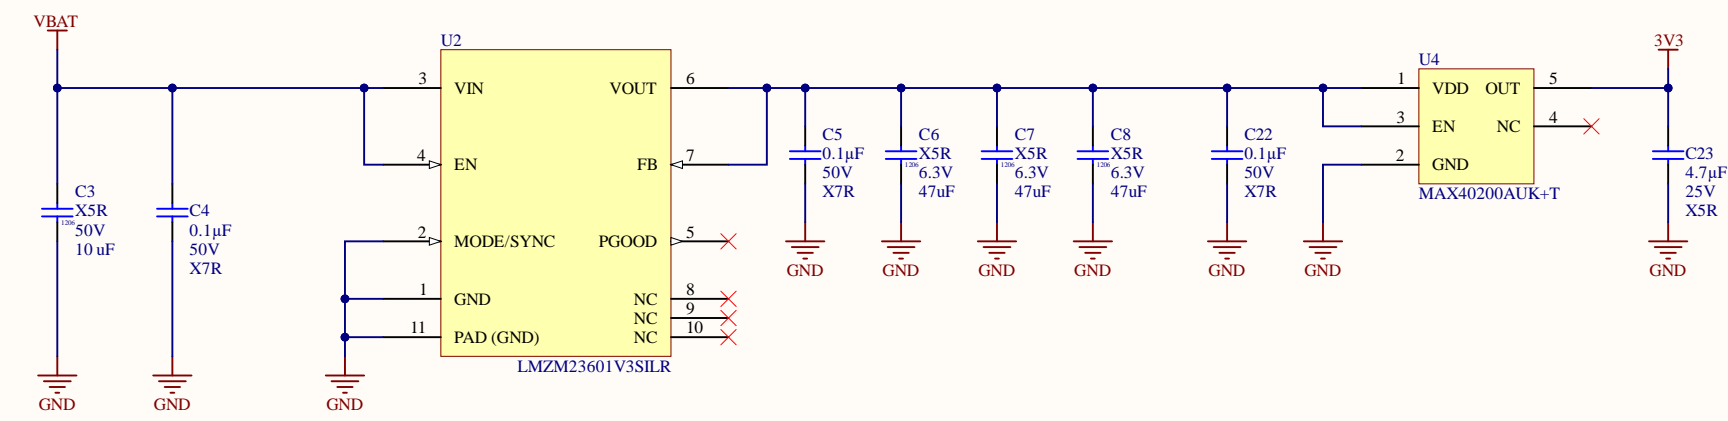 VBAT
U2
3 VIN
VOUT 6
4 EN
FB 7
2 MODE/SYNC
PGOOD 5
1 GND
NC 8
NC 9
11 PAD (GND)
NC 10
LMZM23601V3SILR
C3
X5R
1206
50V
10 uF
GND
C4
0.1µF
50V
X7R
GND
GND
C5
0.1µF
50V
X7R
GND
C6
X5R
1206
6.3V
47uF
GND
C7
X5R
1206
6.3V
47uF
GND
C8
X5R
1206
6.3V
47uF
GND
C22
0.1µF
50V
X7R
GND
GND
U4
1 VDD OUT 5
3 EN NC 4
2 GND
MAX40200AUK+T
3V3
C23
4.7µF
25V
X5R
GND